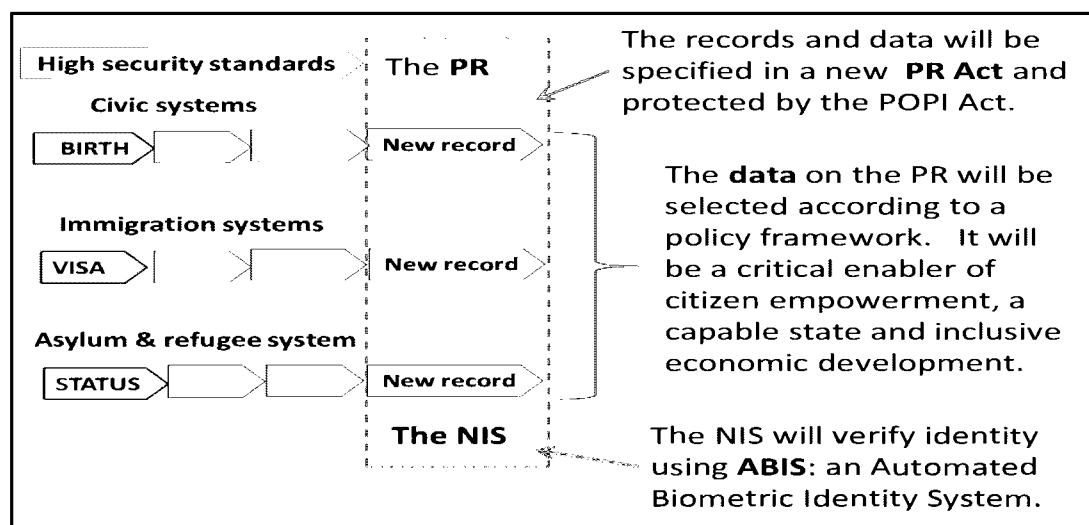 High security standards
The PR
Civic systems
BIRTH
New record
Immigration systems
VISA
New record
Asylum & refugee system
STATUS
New record
The NIS
The records and data will be
specified in a new PR Act and
protected by the POPI Act.
The data on the PR will be
selected according to a
policy framework. It will
be a critical enabler of
citizen empowerment, a
capable state and inclusive
economic development.
The NIS will verify identity
using ABIS: an Automated
Biometric Identity System.